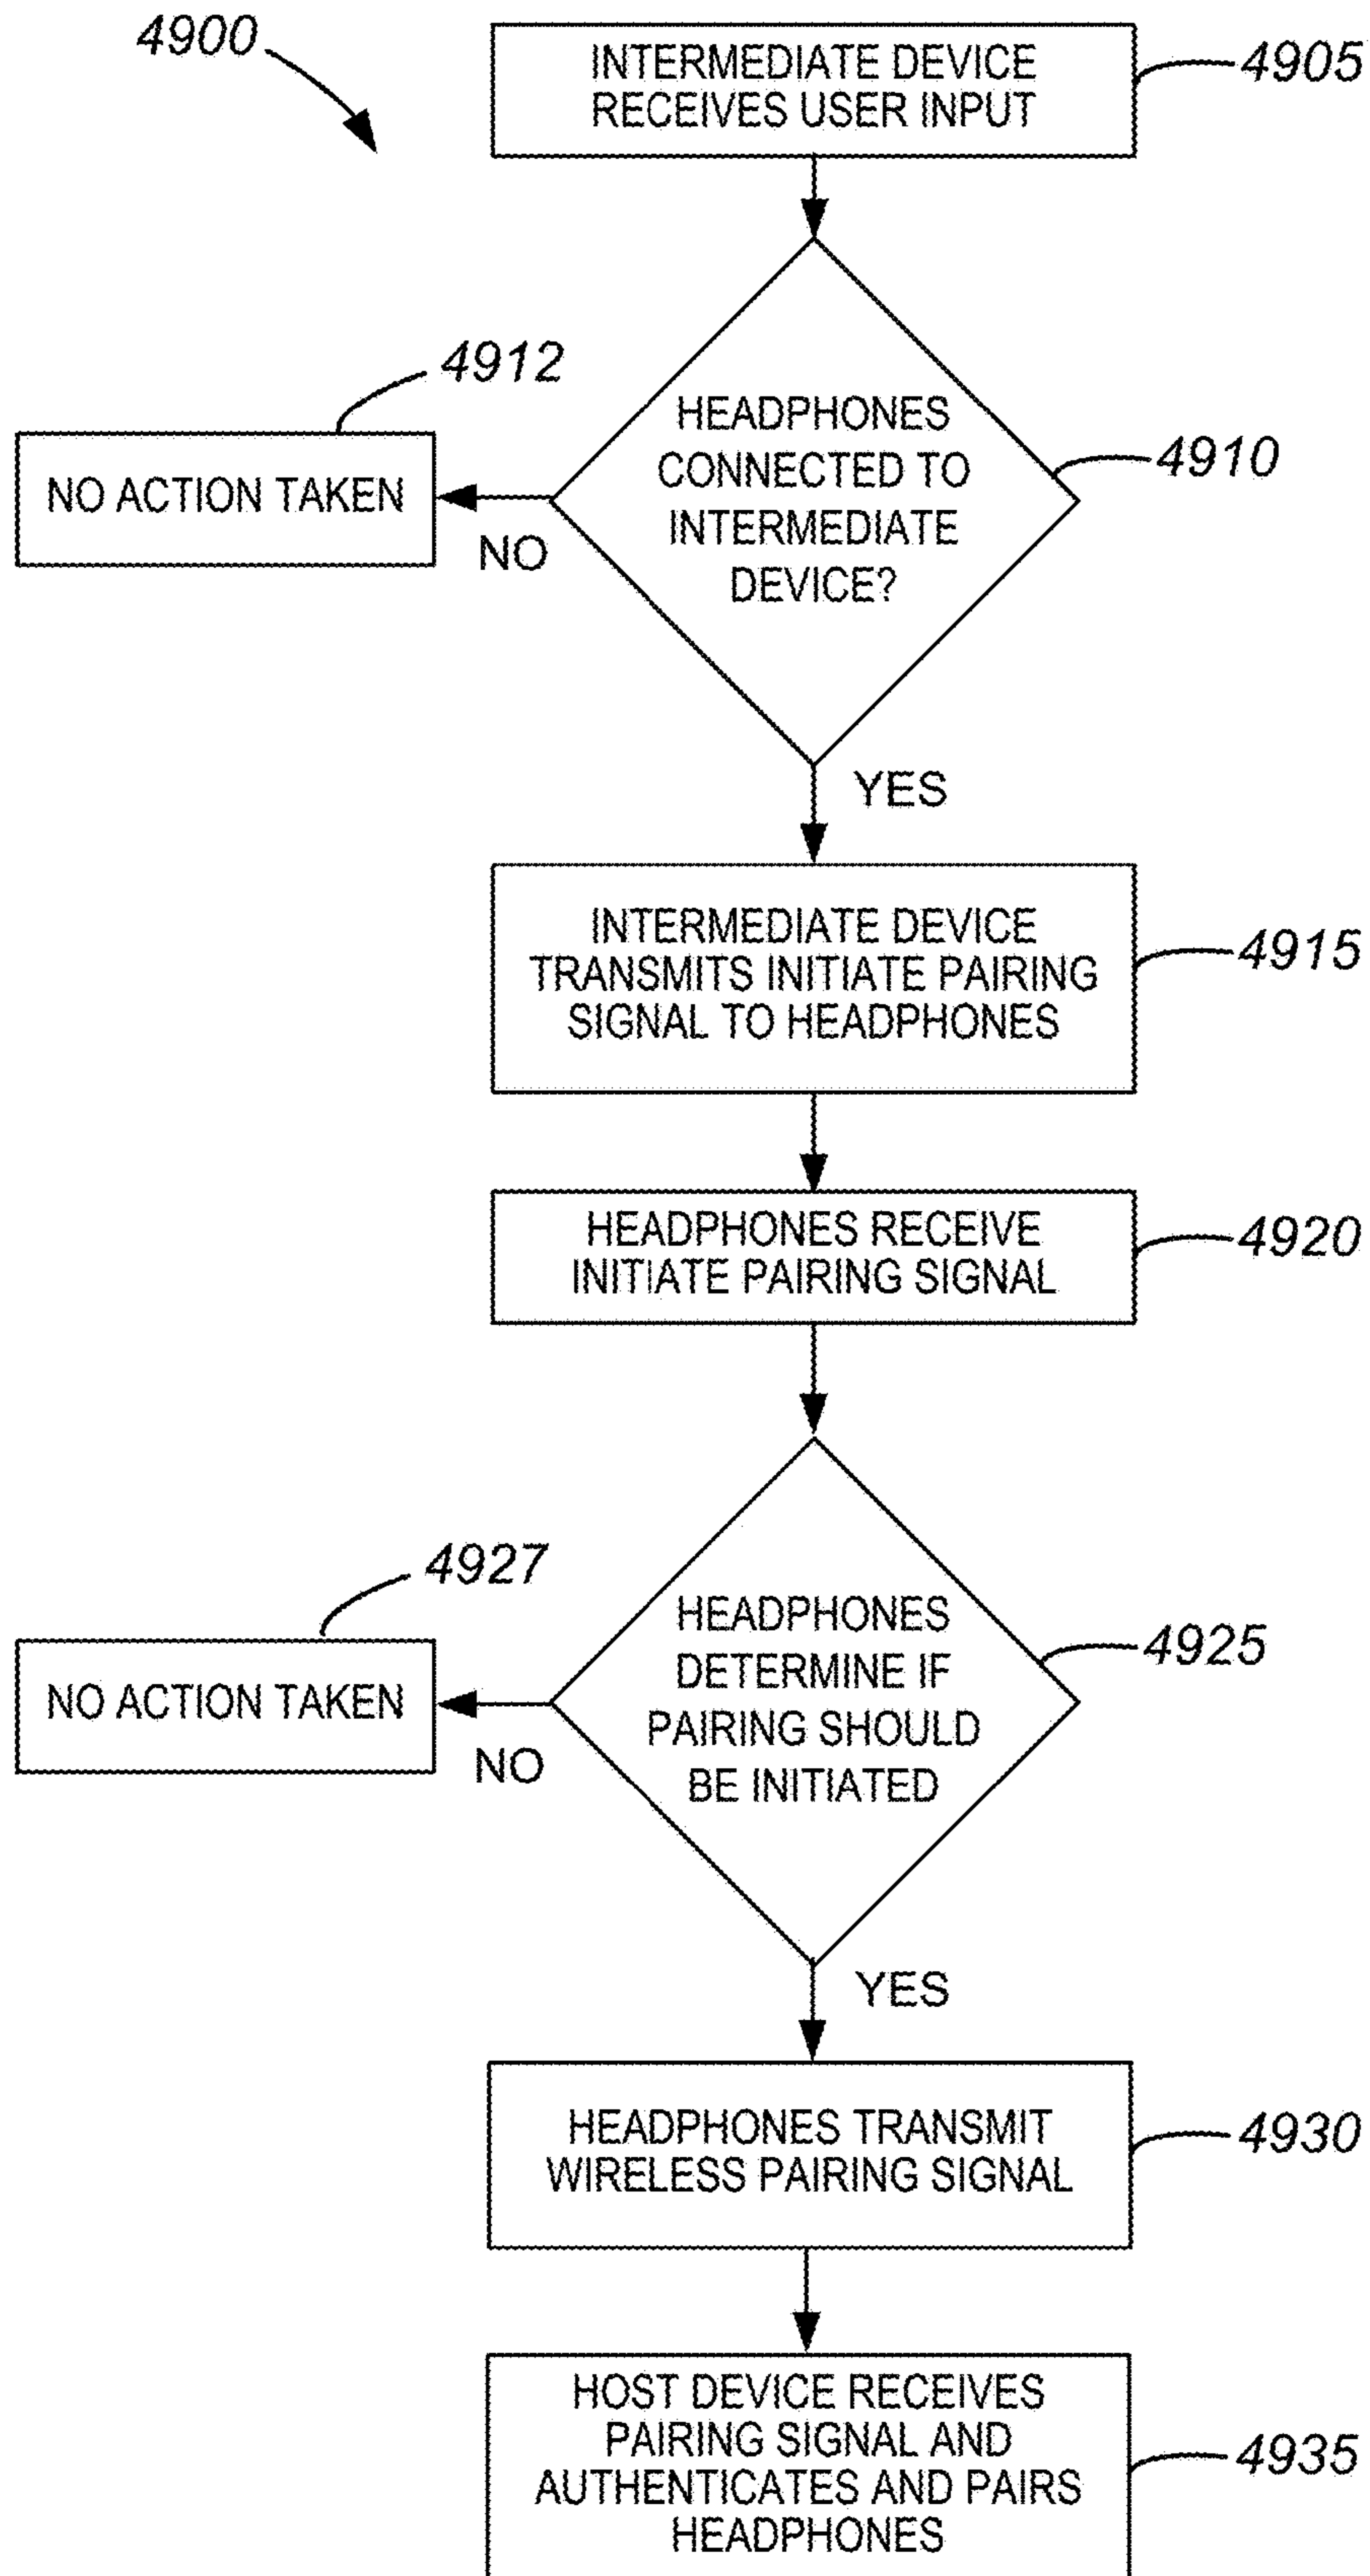 4900
INTERMEDIATE DEVICE
RECEIVES USER INPUT
4905
HEADPHONES
CONNECTED TO
INTERMEDIATE
DEVICE?
4910
4912
NO ACTION TAKEN
NO
YES
INTERMEDIATE DEVICE
TRANSMITS INITIATE PAIRING
SIGNAL TO HEADPHONES
4915
HEADPHONES RECEIVE
INITIATE PAIRING SIGNAL
4920
HEADPHONES
DETERMINE IF
PAIRING SHOULD
BE INITIATED
4925
4927
NO ACTION TAKEN
NO
YES
HEADPHONES TRANSMIT
WIRELESS PAIRING SIGNAL
4930
HOST DEVICE RECEIVES
PAIRING SIGNAL AND
AUTHENTICATES AND PAIRS
HEADPHONES
4935